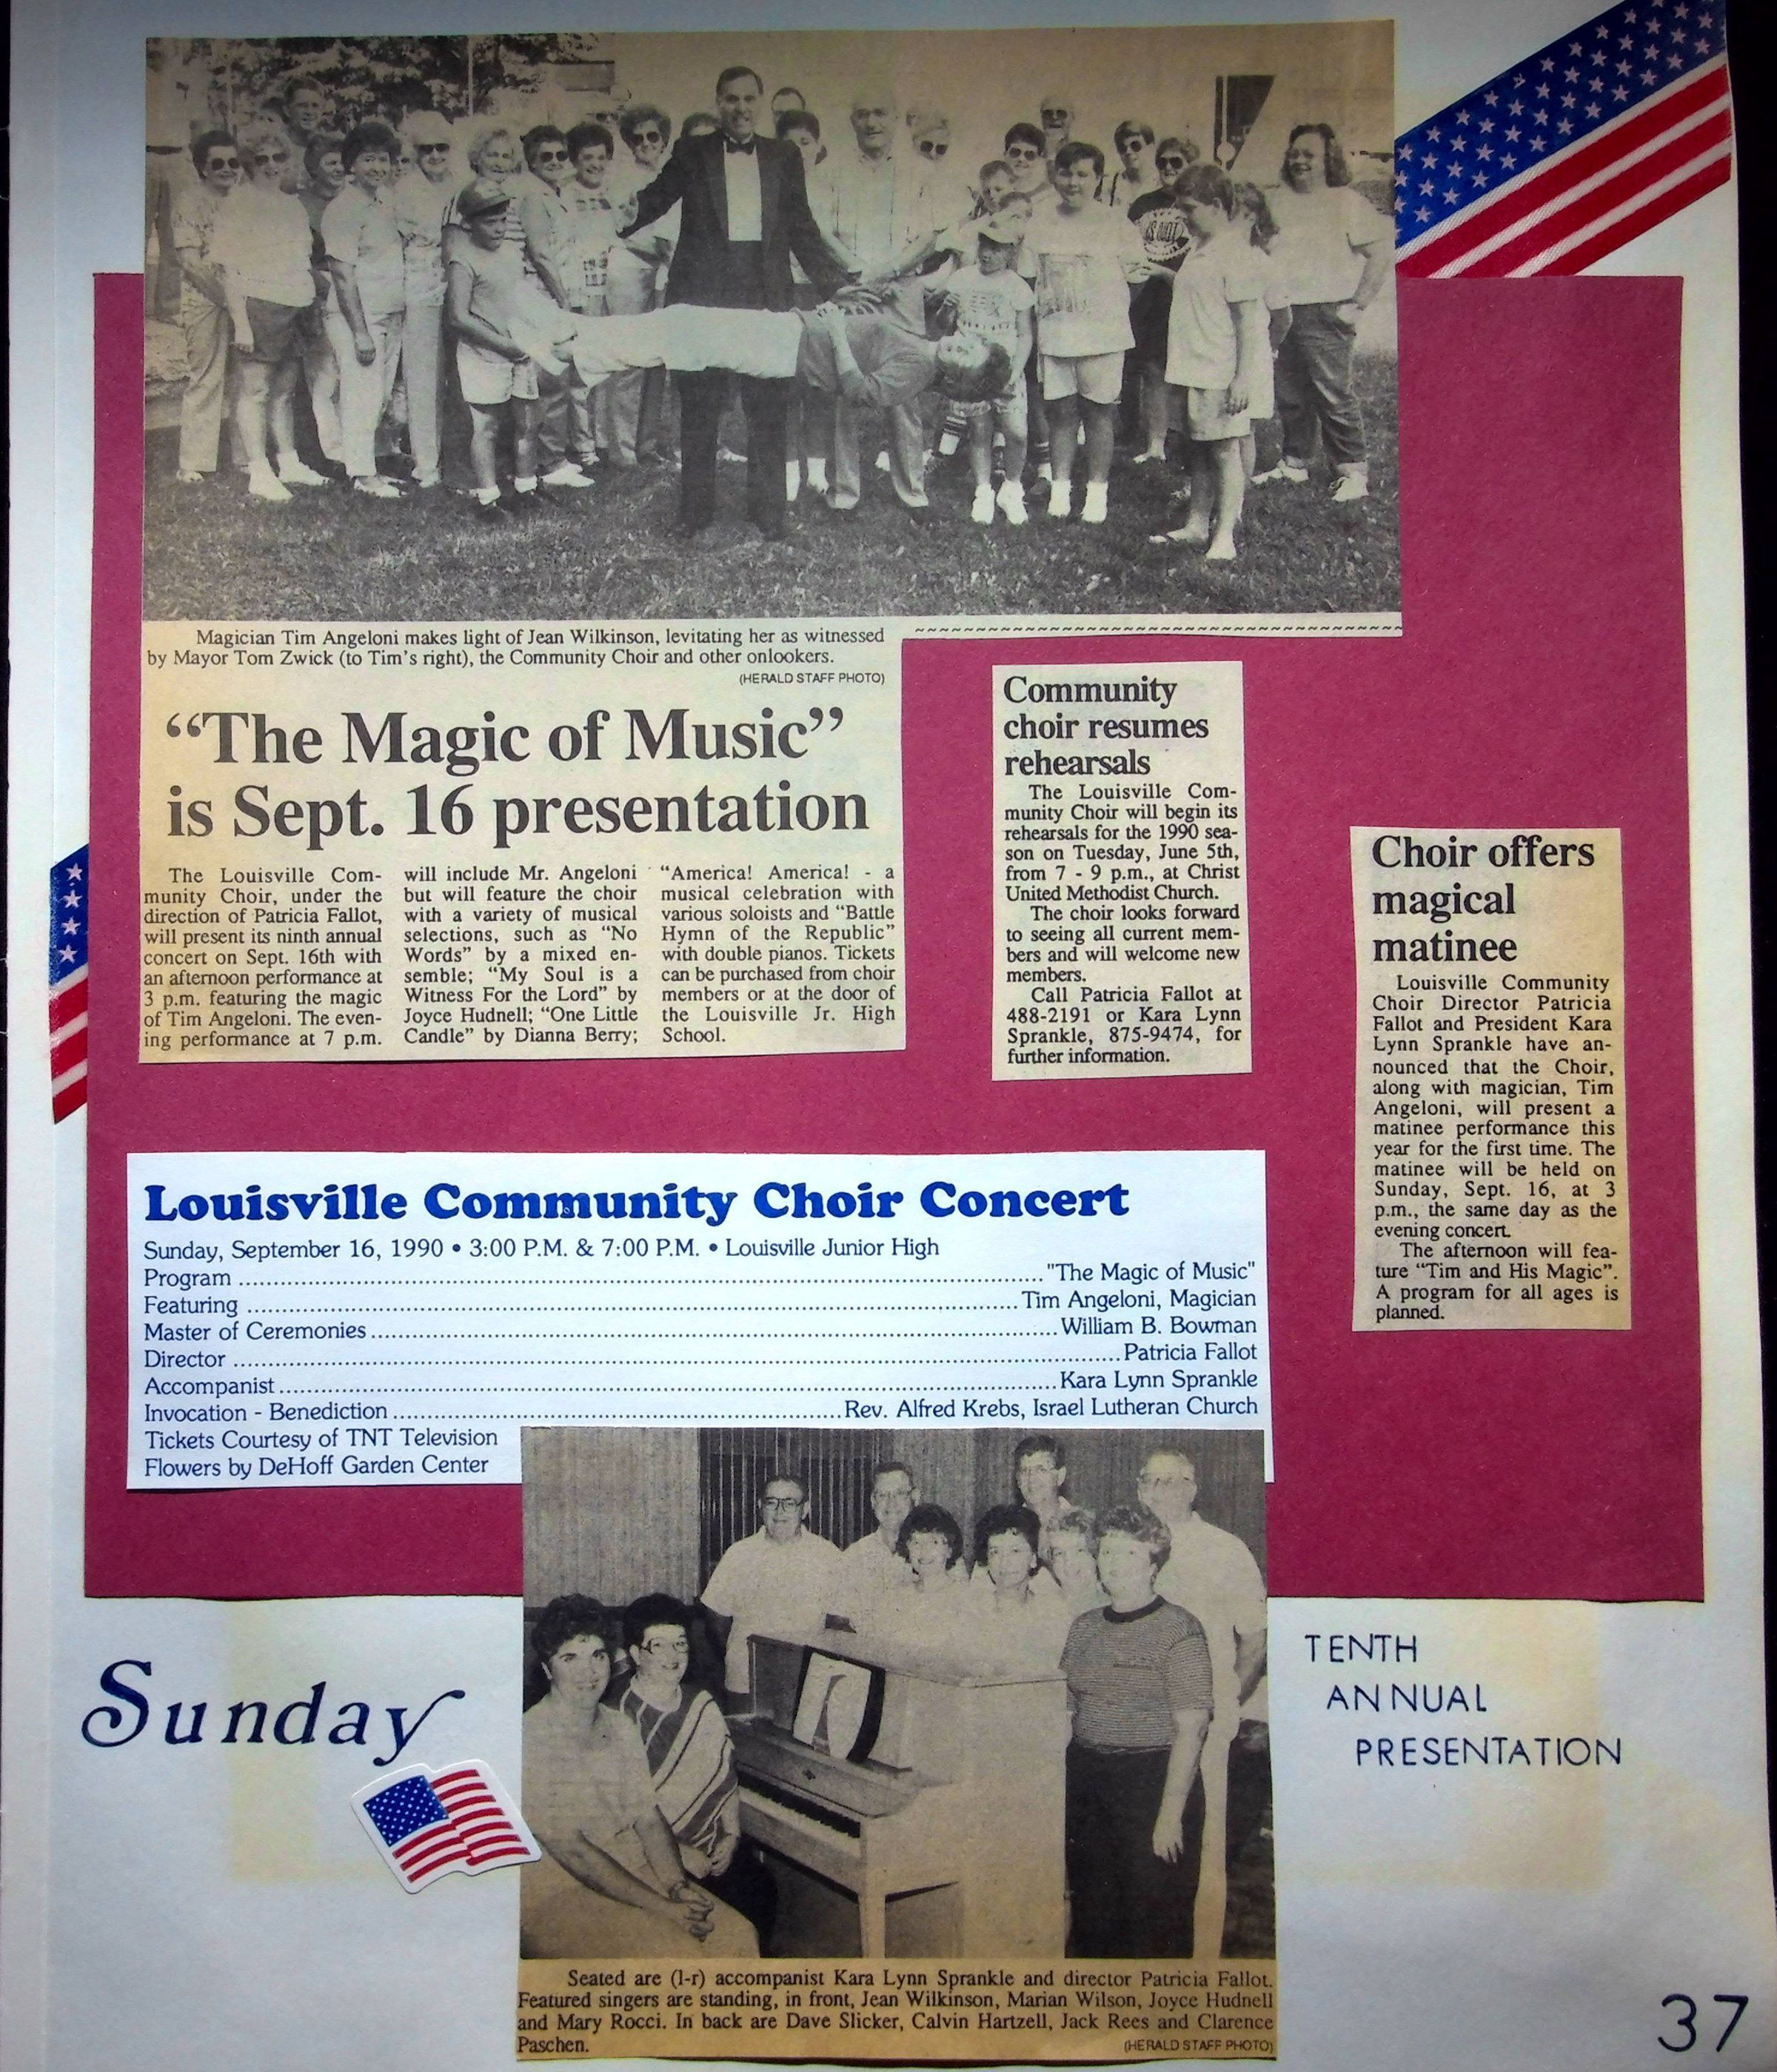 Magician Tim Angeloni makes light of Jean Wilkinson, levitating her as witnessed
by Mayor Tom Zwick (to Tim's right), the Community Choir and other onlookers.
(HERALD STAFF PHOTO)
“The Magic of Music”
is Sept. 16 presentation
The Louisville Com-
munity Choir, under the
direction of Patricia Fallot,
will present its ninth annual
concert on Sept. 16th with
an afternoon performance at
3 p.m. featuring the magic
of Tim Angeloni. The even-
ing performance at 7 p.m.
will include Mr. Angeloni
but will feature the choir
with a variety of musical
selections, such as “No
Words” by a mixed en-
semble; “My Soul is a
Witness For the Lord” by
Joyce Hudnell; “One Little
Candle” by Dianna Berry;
“America! America! - a
musical celebration with
various soloists and “Battle
Hymn of the Republic”
with double pianos. Tickets
can be purchased from choir
members or at the door of
the Louisville Jr. High
School.
Community
choir resumes
rehearsals
The Louisville Com-
munity Choir will begin its
rehearsals for the 1990 sea-
son on Tuesday, June 5th,
from 7 - 9 p.m., at Christ
United Methodist Church.
The choir looks forward
to seeing all current mem-
bers and will welcome new
members.
Call Patricia Fallot at
488-2191 or Kara Lynn
Sprankle, 875-9474, for
further information.
Choir offers
magical
matinee
Louisville Community
Choir Director Patricia
Fallot and President Kara
Lynn Sprankle have an-
nounced that the Choir,
along with magician, Tim
Angeloni, will present a
matinee performance this
year for the first time. The
matinee will be held on
Sunday, Sept. 16, at 3
p.m., the same day as the
evening concert.
The afternoon will fea-
ture “Tim and His Magic”.
A program for all ages is
planned.
Louisville Community Choir Concert
Sunday, September 16, 1990 • 3:00 P.M. & 7:00 P.M. • Louisville Junior High
Program ........ "The Magic of Music"
Featuring ........ Tim Angeloni, Magician
Master of Ceremonies ........ William B. Bowman
Director ........ Patricia Fallot
Accompanist ........ Kara Lynn Sprankle
Invocation - Benediction ........ Rev. Alfred Krebs, Israel Lutheran Church
Tickets Courtesy of TNT Television
Flowers by DeHoff Garden Center
Sunday
TENTH
ANNUAL
PRESENTATION
Seated are (l-r) accompanist Kara Lynn Sprankle and director Patricia Fallot.
Featured singers are standing, in front, Jean Wilkinson, Marian Wilson, Joyce Hudnell
and Mary Rocci. In back are Dave Slicker, Calvin Hartzell, Jack Rees and Clarence
Paschen.
(HERALD STAFF PHOTO)
37